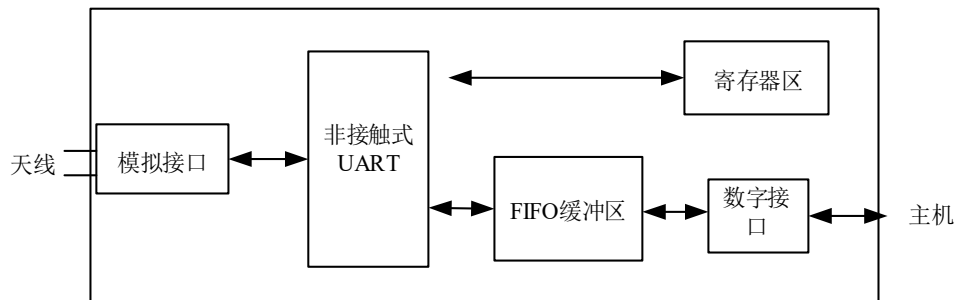 寄存器区
非接触式
UART
天线
模拟接口
FIFO缓冲区
数字接
口
主机